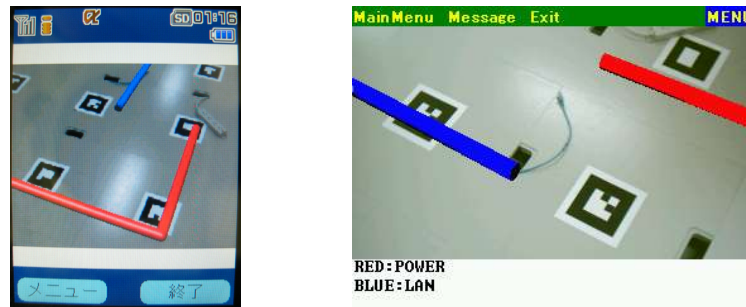 SD 01:16
メニュー 終了
MainMenu Message Exit MENU
RED:POWER
BLUE:LAN